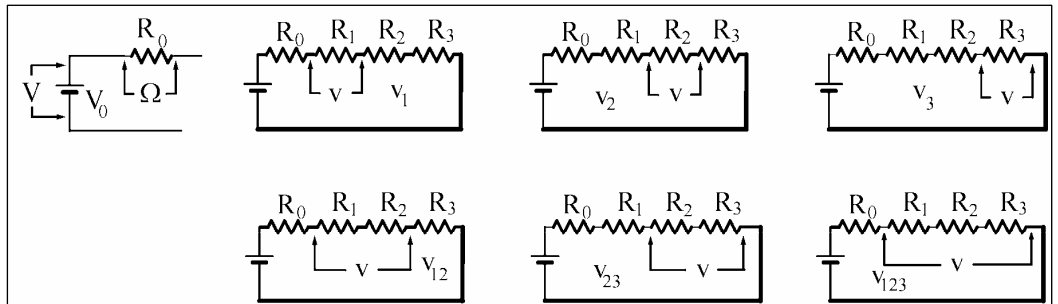 R₀
V
V₀
Ω
R₀ R₁ R₂ R₃
v
v₁
R₀ R₁ R₂ R₃
v₂
v
R₀ R₁ R₂ R₃
v₃
v
R₀ R₁ R₂ R₃
v
v₁₂
R₀ R₁ R₂ R₃
v₂₃
v
R₀ R₁ R₂ R₃
v₁₂₃
v